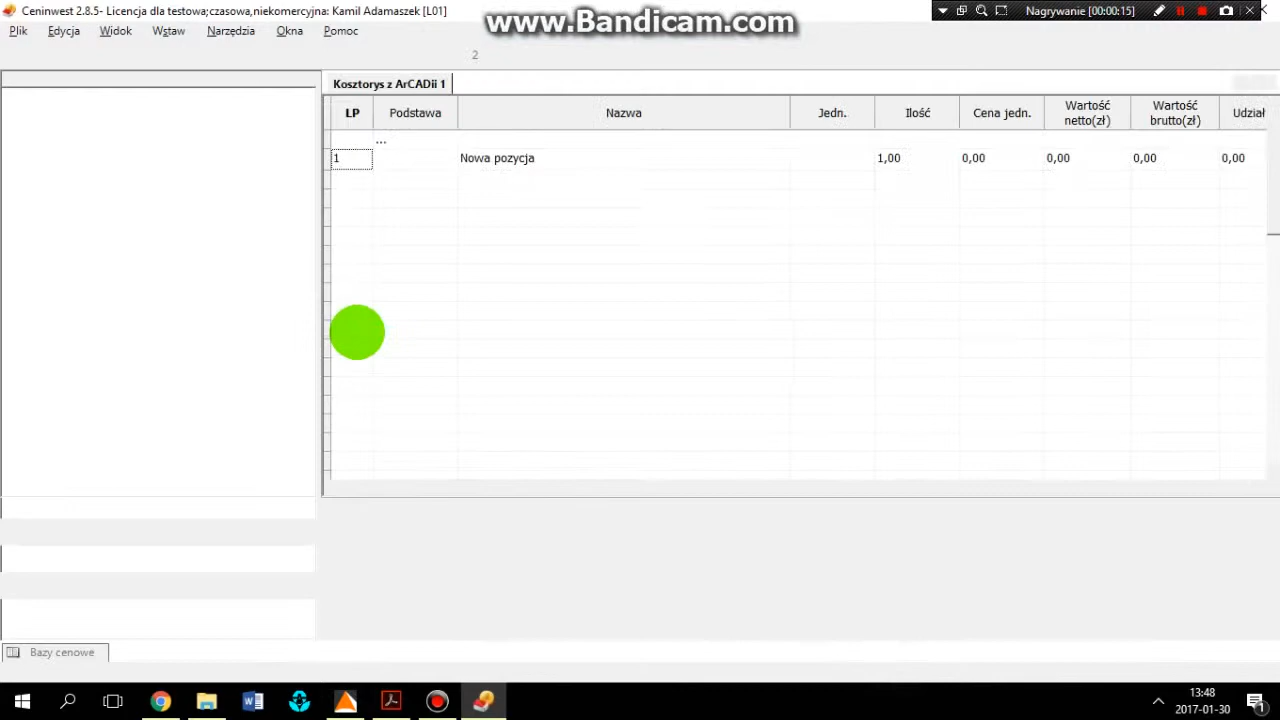 Ceninwest 2.8.5- Licencja dla testowa;czasowa,niekomercyjna: Kamil Adamaszek [L01]
www.Bandicam.com
Nagrywanie [00:00:15]
Plik Edycja Widok Wstaw Narzędzia Okna Pomoc
2
Kosztorys z ArCADii 1
LP Podstawa Nazwa Jedn. Ilość Cena jedn. Wartość netto(zł) Wartość brutto(zł) Udział
...
1 Nowa pozycja 1,00 0,00 0,00 0,00 0,00
Bazy cenowe
13:48
2017-01-30
1